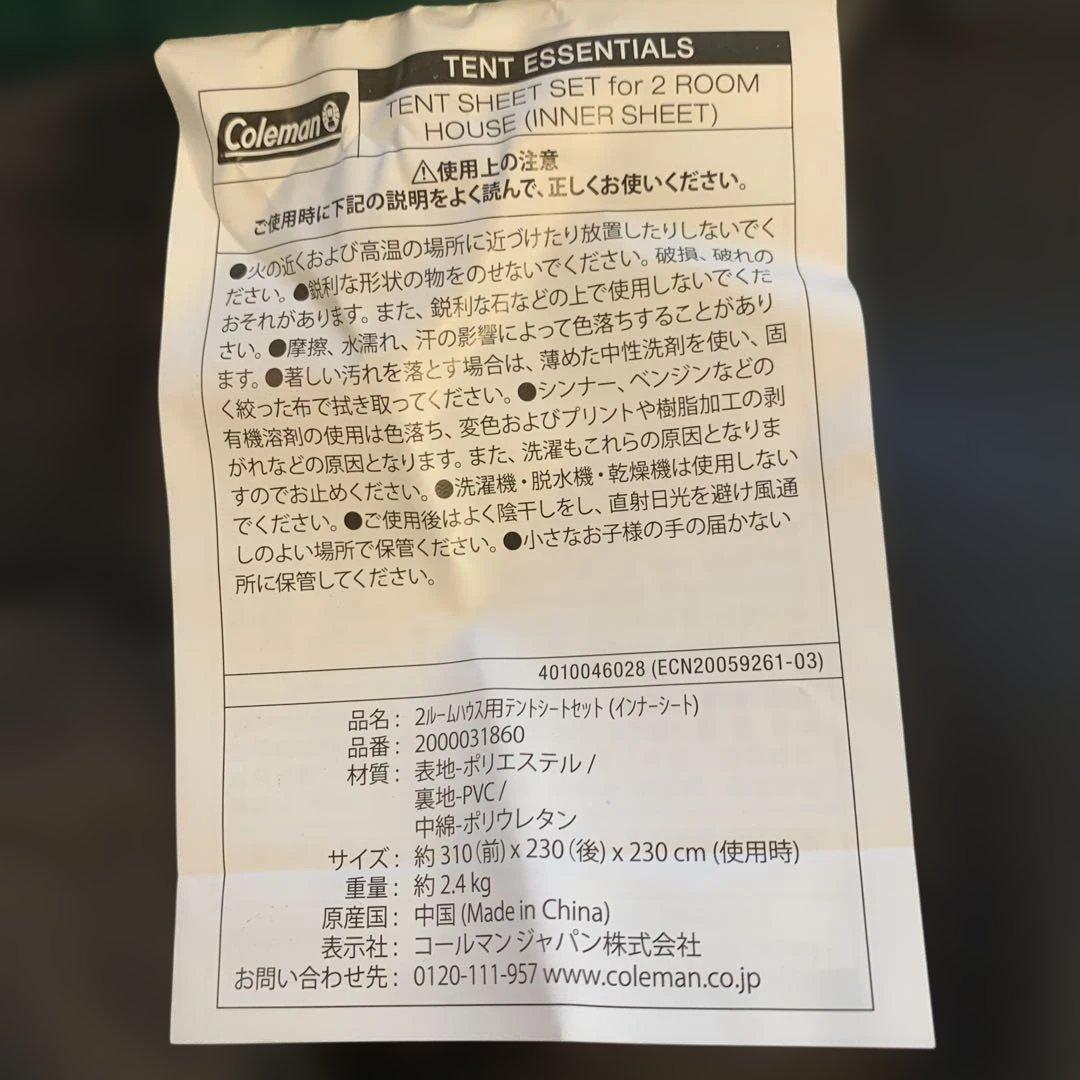 TENT ESSENTIALS
Coleman
TENT SHEET SET for 2 ROOM
HOUSE (INNER SHEET)
⚠使用上の注意
ご使用時に下記の説明をよく読んで、正しくお使いください。
●火の近くおよび高温の場所に近づけたり放置したりしないでく
ださい。●鋭利な形状の物をのせないでください。破損、破れの
おそれがあります。また、鋭利な石などの上で使用しないでくだ
さい。●摩擦、水濡れ、汗の影響によって色落ちすることがあり
ます。●著しい汚れを落とす場合は、薄めた中性洗剤を使い、固
く絞った布で拭き取ってください。●シンナー、ベンジンなどの
有機溶剤の使用は色落ち、変色およびプリントや樹脂加工の剥
がれなどの原因となります。また、洗濯もこれらの原因となりま
すのでお止めください。●洗濯機・脱水機・乾燥機は使用しない
でください。●ご使用後はよく陰干しをし、直射日光を避け風通
しのよい場所で保管ください。●小さなお子様の手の届かない
所に保管してください。
4010046028 (ECN20059261-03)
品名： 2ルームハウス用テントシートセット (インナーシート)
品番： 2000031860
材質： 表地-ポリエステル /
裏地-PVC /
中綿-ポリウレタン
サイズ： 約 310（前）x 230（後）x 230 cm (使用時)
重量： 約 2.4 kg
原産国： 中国 (Made in China)
表示社： コールマン ジャパン株式会社
お問い合わせ先： 0120-111-957 www.coleman.co.jp